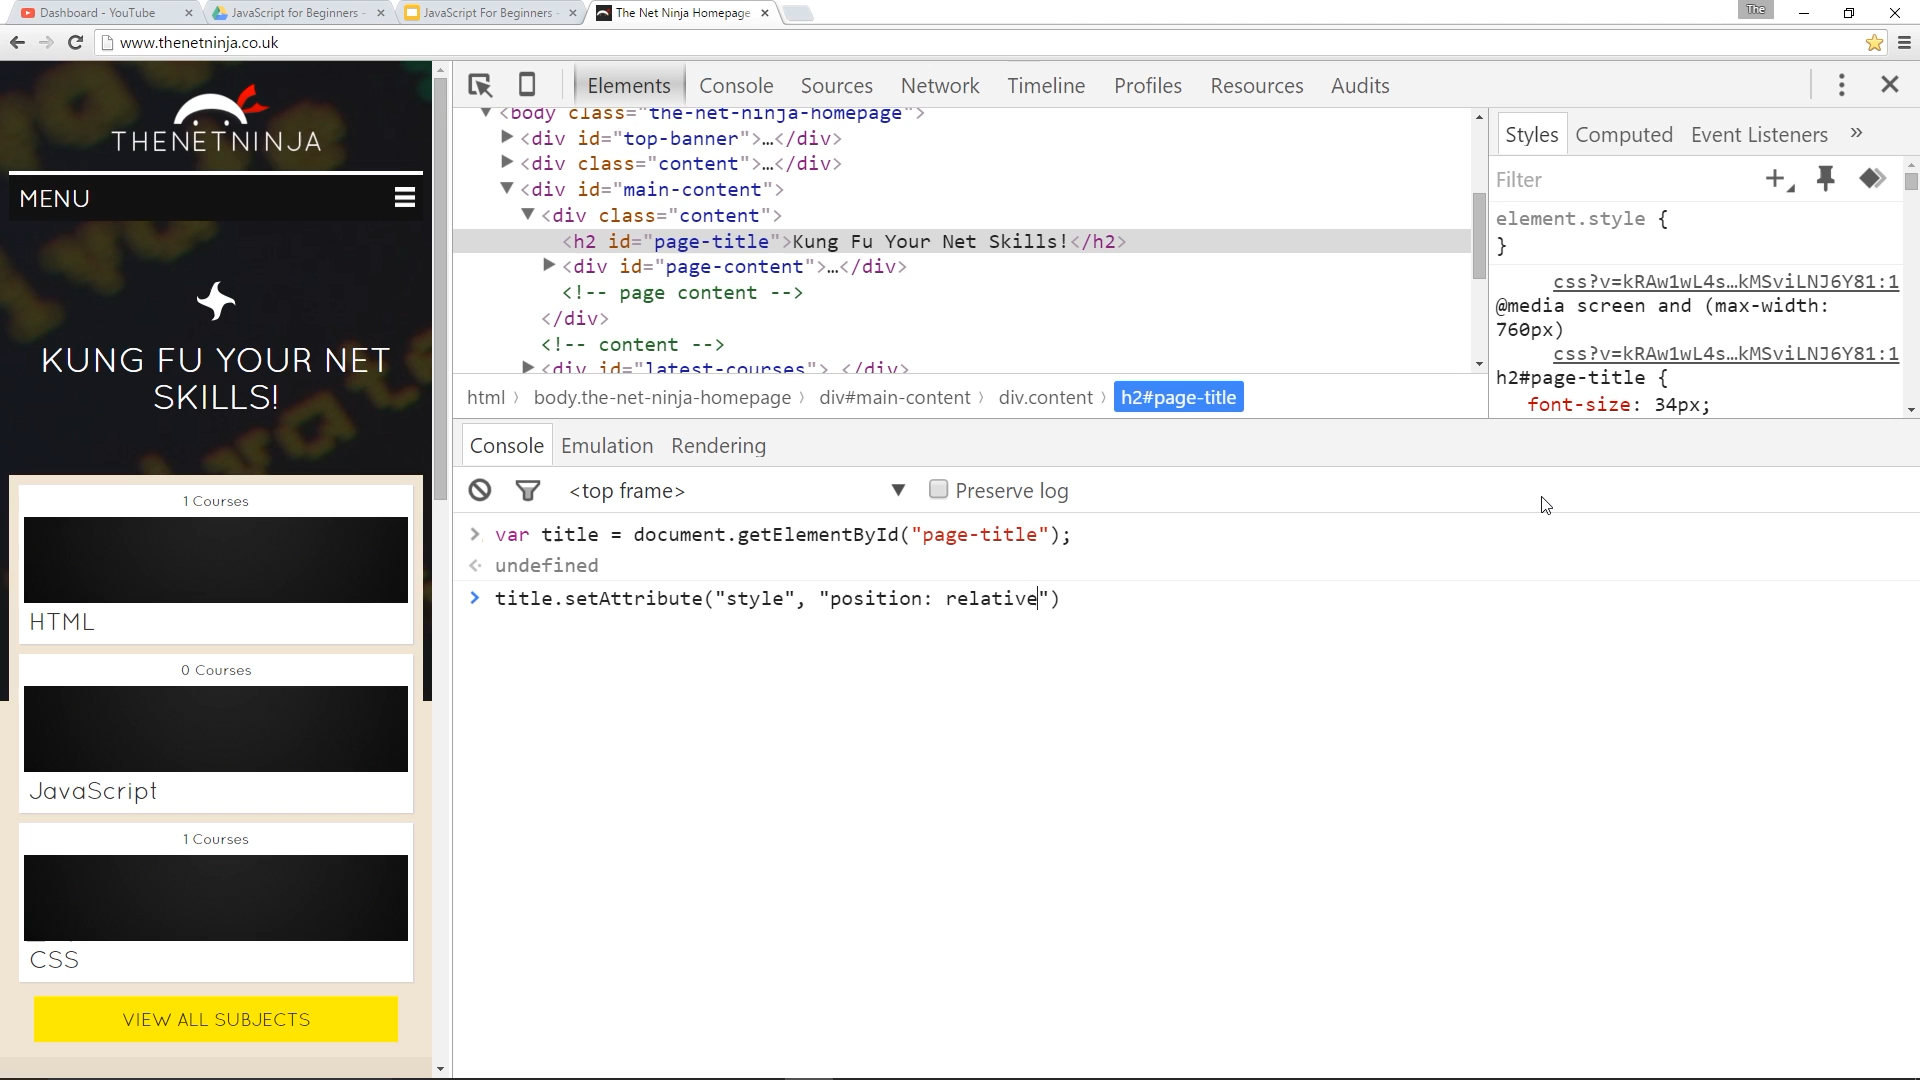 Dashboard - YouTube
JavaScript for Beginners -
JavaScript For Beginners -
The Net Ninja Homepage
The
www.thenetninja.co.uk
THENETNINJA
MENU
KUNG FU YOUR NET
SKILLS!
1 Courses
HTML
0 Courses
JavaScript
1 Courses
CSS
VIEW ALL SUBJECTS
Elements Console Sources Network Timeline Profiles Resources Audits
<body class="the-net-ninja-homepage">
<div id="top-banner">…</div>
<div class="content">…</div>
<div id="main-content">
<div class="content">
<h2 id="page-title">Kung Fu Your Net Skills!</h2>
<div id="page-content">…</div>
<!-- page content -->
</div>
<!-- content -->
<div id="latest-courses"> </div>
html body.the-net-ninja-homepage div#main-content div.content h2#page-title
Styles Computed Event Listeners »
Filter
element.style {
}
css?v=kRAw1wL4s…kMSviLNJ6Y81:1
@media screen and (max-width:
760px)
css?v=kRAw1wL4s…kMSviLNJ6Y81:1
h2#page-title {
font-size: 34px;
Console Emulation Rendering
<top frame> Preserve log
> var title = document.getElementById("page-title");
undefined
> title.setAttribute("style", "position: relative")